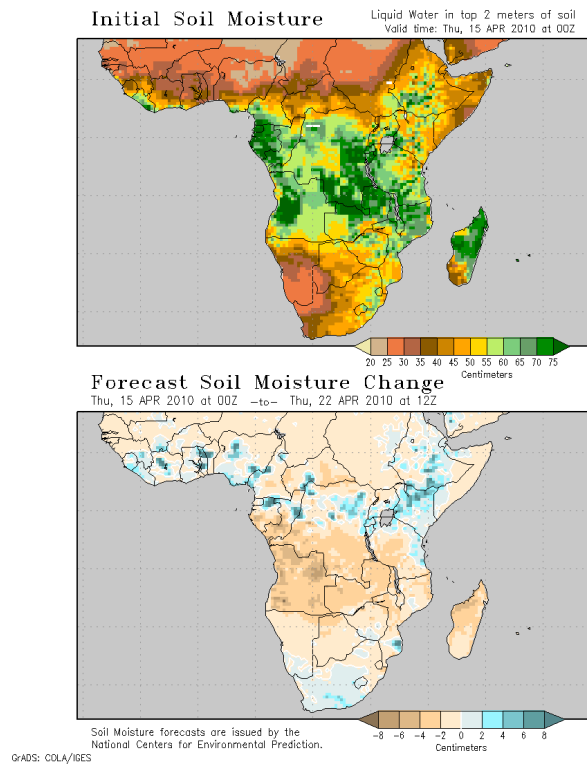 Initial Soil Moisture
Liquid Water in top 2 meters of soil
Valid time: Thu, 15 APR 2010 at 00Z
20 25 30 35 40 45 50 55 60 65 70 75
Centimeters
Forecast Soil Moisture Change
Thu, 15 APR 2010 at 00Z —to— Thu, 22 APR 2010 at 12Z
-8 -6 -4 -2 0 2 4 6 8
Centimeters
Soil Moisture forecasts are issued by the
National Centers for Environmental Prediction.
GrADS: COLA/IGES